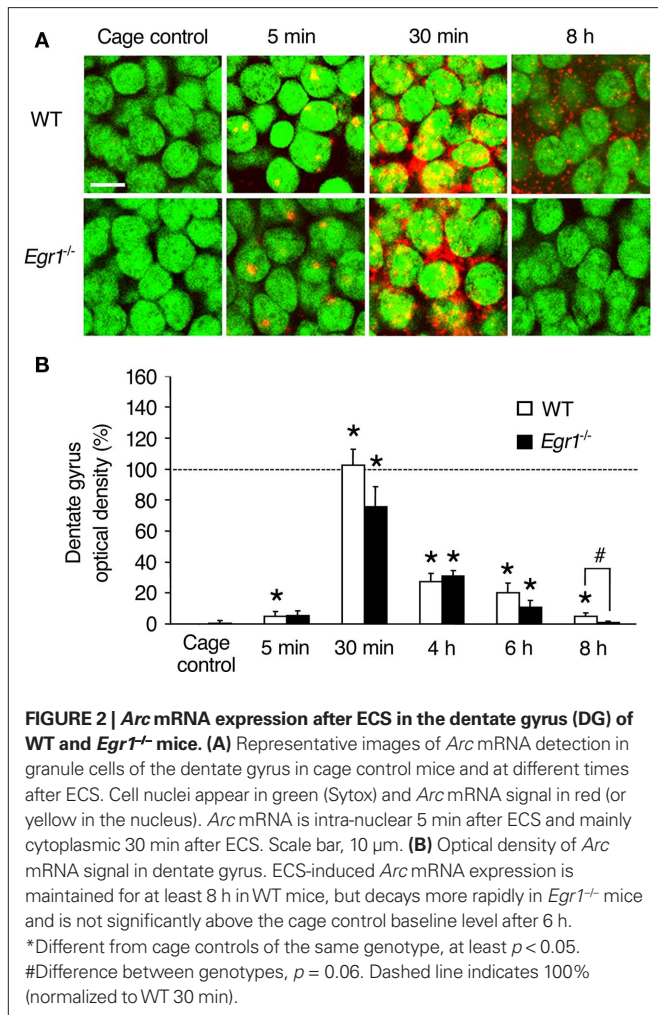 A
Cage control 5 min 30 min 8 h
WT
Egr1-/-
B
160
140
120
100
80
60
40
20
0
Dentate gyrus
optical density (%)
WT
Egr1-/-
* * * * * * * * #
Cage
control
5 min 30 min 4 h 6 h 8 h
FIGURE 2 | Arc mRNA expression after ECS in the dentate gyrus (DG) of
WT and Egr1–/– mice. (A) Representative images of Arc mRNA detection in
granule cells of the dentate gyrus in cage control mice and at different times
after ECS. Cell nuclei appear in green (Sytox) and Arc mRNA signal in red (or
yellow in the nucleus). Arc mRNA is intra-nuclear 5 min after ECS and mainly
cytoplasmic 30 min after ECS. Scale bar, 10 μm. (B) Optical density of Arc
mRNA signal in dentate gyrus. ECS-induced Arc mRNA expression is
maintained for at least 8 h in WT mice, but decays more rapidly in Egr1–/– mice
and is not significantly above the cage control baseline level after 6 h.
*Different from cage controls of the same genotype, at least p < 0.05.
#Difference between genotypes, p = 0.06. Dashed line indicates 100%
(normalized to WT 30 min).